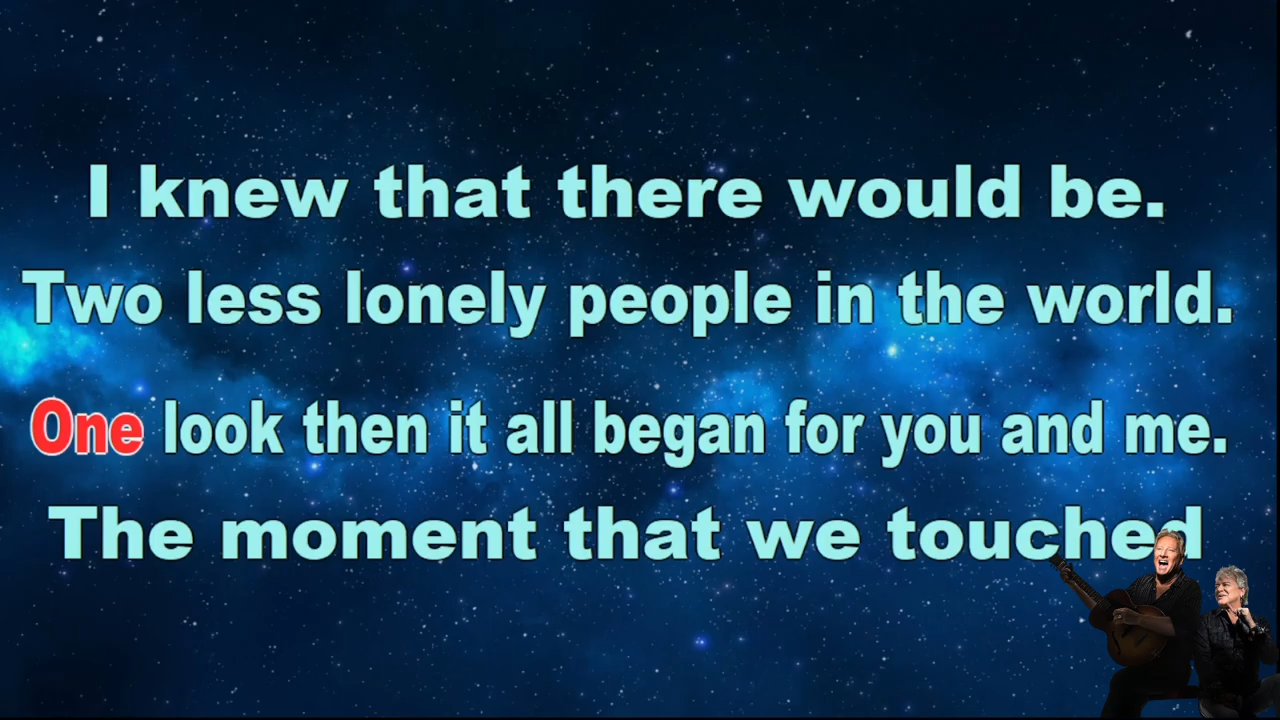 I knew that there would be.
Two less lonely people in the world.
One look then it all began for you and me.
The moment that we touched